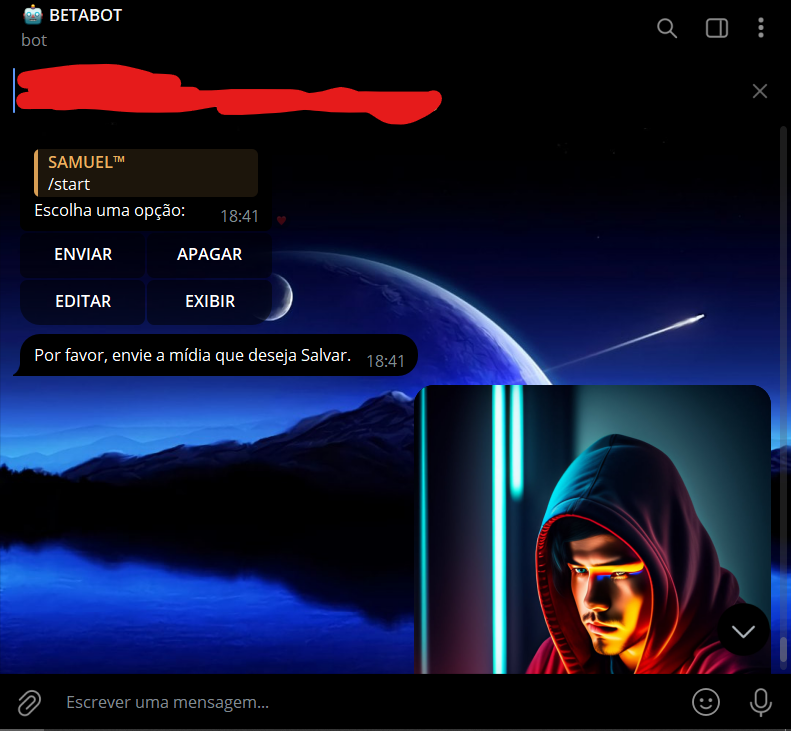 BETABOT
bot
SAMUEL™
/start
Escolha uma opção:
18:41
ENVIAR
APAGAR
EDITAR
EXIBIR
Por favor, envie a mídia que deseja Salvar.
18:41
Escrever uma mensagem...